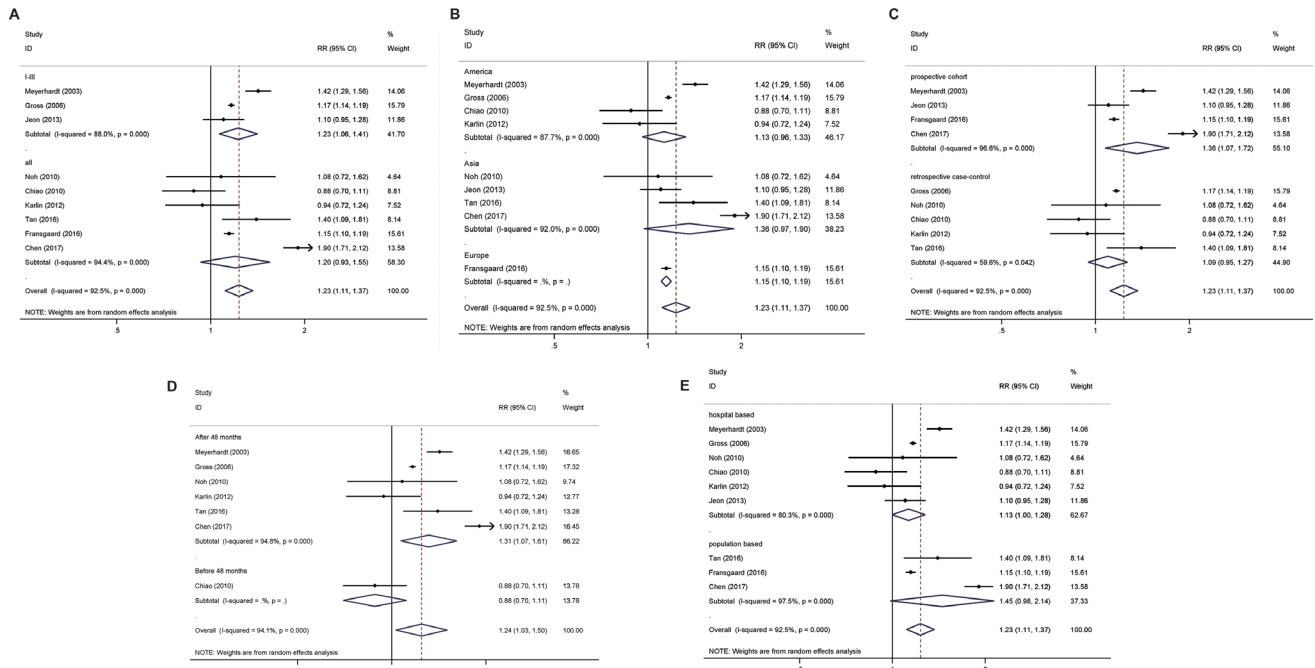 A
Study %
ID RR (95% CI) Weight
I-III
Meyerhardt (2003) 1.42 (1.29, 1.56) 14.06
Gross (2006) 1.17 (1.14, 1.19) 15.79
Jeon (2013) 1.10 (0.95, 1.28) 11.86
Subtotal (I-squared = 88.0%, p = 0.000) 1.23 (1.06, 1.41) 41.70
.
all
Noh (2010) 1.08 (0.72, 1.62) 4.64
Chiao (2010) 0.88 (0.70, 1.11) 8.81
Karlin (2012) 0.94 (0.72, 1.24) 7.52
Tan (2016) 1.40 (1.09, 1.81) 8.14
Fransgaard (2016) 1.15 (1.10, 1.19) 15.61
Chen (2017) 1.90 (1.71, 2.12) 13.58
Subtotal (I-squared = 94.4%, p = 0.000) 1.20 (0.93, 1.55) 58.30
.
Overall (I-squared = 92.5%, p = 0.000) 1.23 (1.11, 1.37) 100.00
NOTE: Weights are from random effects analysis
.5 1 2
B
Study %
ID RR (95% CI) Weight
America
Meyerhardt (2003) 1.42 (1.29, 1.56) 14.06
Gross (2006) 1.17 (1.14, 1.19) 15.79
Chiao (2010) 0.88 (0.70, 1.11) 8.81
Karlin (2012) 0.94 (0.72, 1.24) 7.52
Subtotal (I-squared = 87.7%, p = 0.000) 1.13 (0.96, 1.33) 46.17
.
Asia
Noh (2010) 1.08 (0.72, 1.62) 4.64
Jeon (2013) 1.10 (0.95, 1.28) 11.86
Tan (2016) 1.40 (1.09, 1.81) 8.14
Chen (2017) 1.90 (1.71, 2.12) 13.58
Subtotal (I-squared = 92.0%, p = 0.000) 1.36 (0.97, 1.90) 38.23
.
Europe
Fransgaard (2016) 1.15 (1.10, 1.19) 15.61
Subtotal (I-squared = .%, p = .) 1.15 (1.10, 1.19) 15.61
.
Overall (I-squared = 92.5%, p = 0.000) 1.23 (1.11, 1.37) 100.00
NOTE: Weights are from random effects analysis
.5 1 2
C
Study %
ID RR (95% CI) Weight
prospective cohort
Meyerhardt (2003) 1.42 (1.29, 1.56) 14.06
Jeon (2013) 1.10 (0.95, 1.28) 11.86
Fransgaard (2016) 1.15 (1.10, 1.19) 15.61
Chen (2017) 1.90 (1.71, 2.12) 13.58
Subtotal (I-squared = 96.6%, p = 0.000) 1.36 (1.07, 1.72) 55.10
.
retrospective case-control
Gross (2006) 1.17 (1.14, 1.19) 15.79
Noh (2010) 1.08 (0.72, 1.62) 4.64
Chiao (2010) 0.88 (0.70, 1.11) 8.81
Karlin (2012) 0.94 (0.72, 1.24) 7.52
Tan (2016) 1.40 (1.09, 1.81) 8.14
Subtotal (I-squared = 59.6%, p = 0.042) 1.09 (0.95, 1.27) 44.90
.
Overall (I-squared = 92.5%, p = 0.000) 1.23 (1.11, 1.37) 100.00
NOTE: Weights are from random effects analysis
.5 1 2
D
Study %
ID RR (95% CI) Weight
After 48 months
Meyerhardt (2003) 1.42 (1.29, 1.56) 16.65
Gross (2006) 1.17 (1.14, 1.19) 17.32
Noh (2010) 1.08 (0.72, 1.62) 9.74
Karlin (2012) 0.94 (0.72, 1.24) 12.77
Tan (2016) 1.40 (1.09, 1.81) 13.28
Chen (2017) 1.90 (1.71, 2.12) 16.45
Subtotal (I-squared = 94.8%, p = 0.000) 1.31 (1.07, 1.61) 86.22
.
Before 48 months
Chiao (2010) 0.88 (0.70, 1.11) 13.78
Subtotal (I-squared = .%, p = .) 0.88 (0.70, 1.11) 13.78
.
Overall (I-squared = 94.1%, p = 0.000) 1.24 (1.03, 1.50) 100.00
NOTE: Weights are from random effects analysis
E
Study %
ID RR (95% CI) Weight
hospital based
Meyerhardt (2003) 1.42 (1.29, 1.56) 14.06
Gross (2006) 1.17 (1.14, 1.19) 15.79
Noh (2010) 1.08 (0.72, 1.62) 4.64
Chiao (2010) 0.88 (0.70, 1.11) 8.81
Karlin (2012) 0.94 (0.72, 1.24) 7.52
Jeon (2013) 1.10 (0.95, 1.28) 11.86
Subtotal (I-squared = 80.3%, p = 0.000) 1.13 (1.00, 1.28) 62.67
.
population based
Tan (2016) 1.40 (1.09, 1.81) 8.14
Fransgaard (2016) 1.15 (1.10, 1.19) 15.61
Chen (2017) 1.90 (1.71, 2.12) 13.58
Subtotal (I-squared = 97.5%, p = 0.000) 1.45 (0.98, 2.14) 37.33
.
Overall (I-squared = 92.5%, p = 0.000) 1.23 (1.11, 1.37) 100.00
NOTE: Weights are from random effects analysis